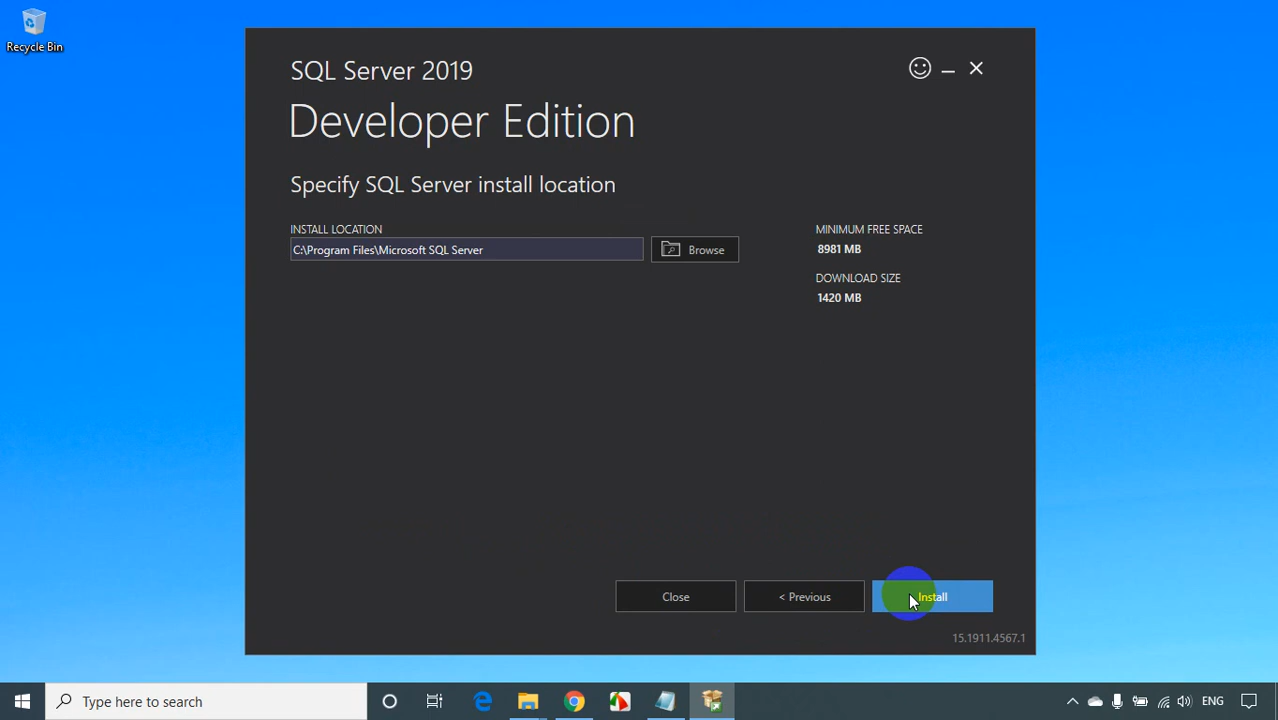 Recycle Bin
SQL Server 2019
Developer Edition
Specify SQL Server install location
INSTALL LOCATION
C:\Program Files\Microsoft SQL Server
Browse
MINIMUM FREE SPACE
8981 MB
DOWNLOAD SIZE
1420 MB
Close
< Previous
Install
15.1911.4567.1
Type here to search
ENG